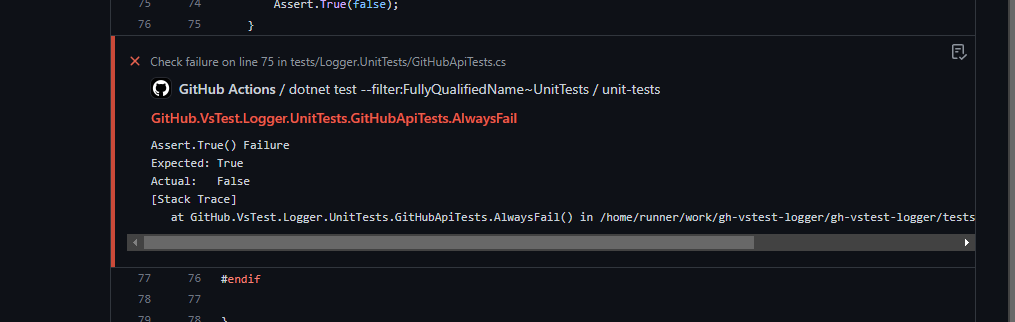 75 74 Assert.True(false);
76 75 }
Check failure on line 75 in tests/Logger.UnitTests/GitHubApiTests.cs
GitHub Actions / dotnet test --filter:FullyQualifiedName~UnitTests / unit-tests
GitHub.VsTest.Logger.UnitTests.GitHubApiTests.AlwaysFail
Assert.True() Failure
Expected: True
Actual: False
[Stack Trace]
at GitHub.VsTest.Logger.UnitTests.GitHubApiTests.AlwaysFail() in /home/runner/work/gh-vstest-logger/gh-vstest-logger/tests
77 76 #endif
78 77
79 78 }